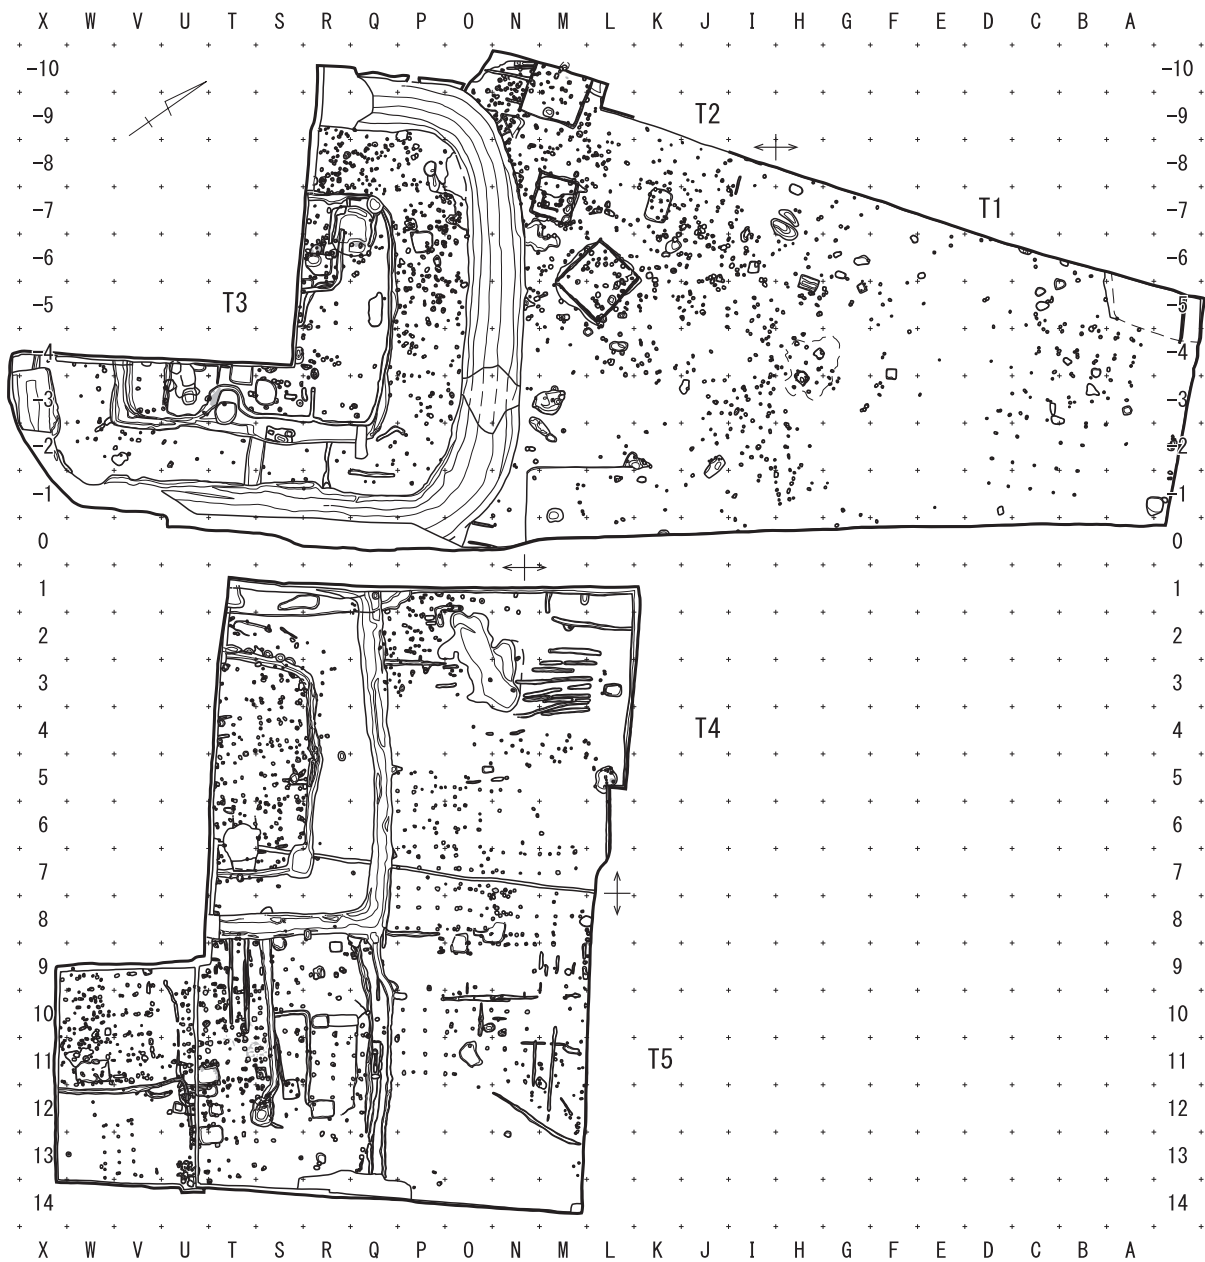 X W V U T S R Q P O N M L K J I H G F E D C B A
-10 -10
-9 T2 -9
-8 -8
-7 T1 -7
-6 -6
T3 -5
-4 -4
-3 -3
-2 -2
-1 -1
0 0
1 1
2 2
3 3
4 T4 4
5 5
6 6
7 7
8 8
9 9
10 10
11 T5 11
12 12
13 13
14 14
X W V U T S R Q P O N M L K J I H G F E D C B A